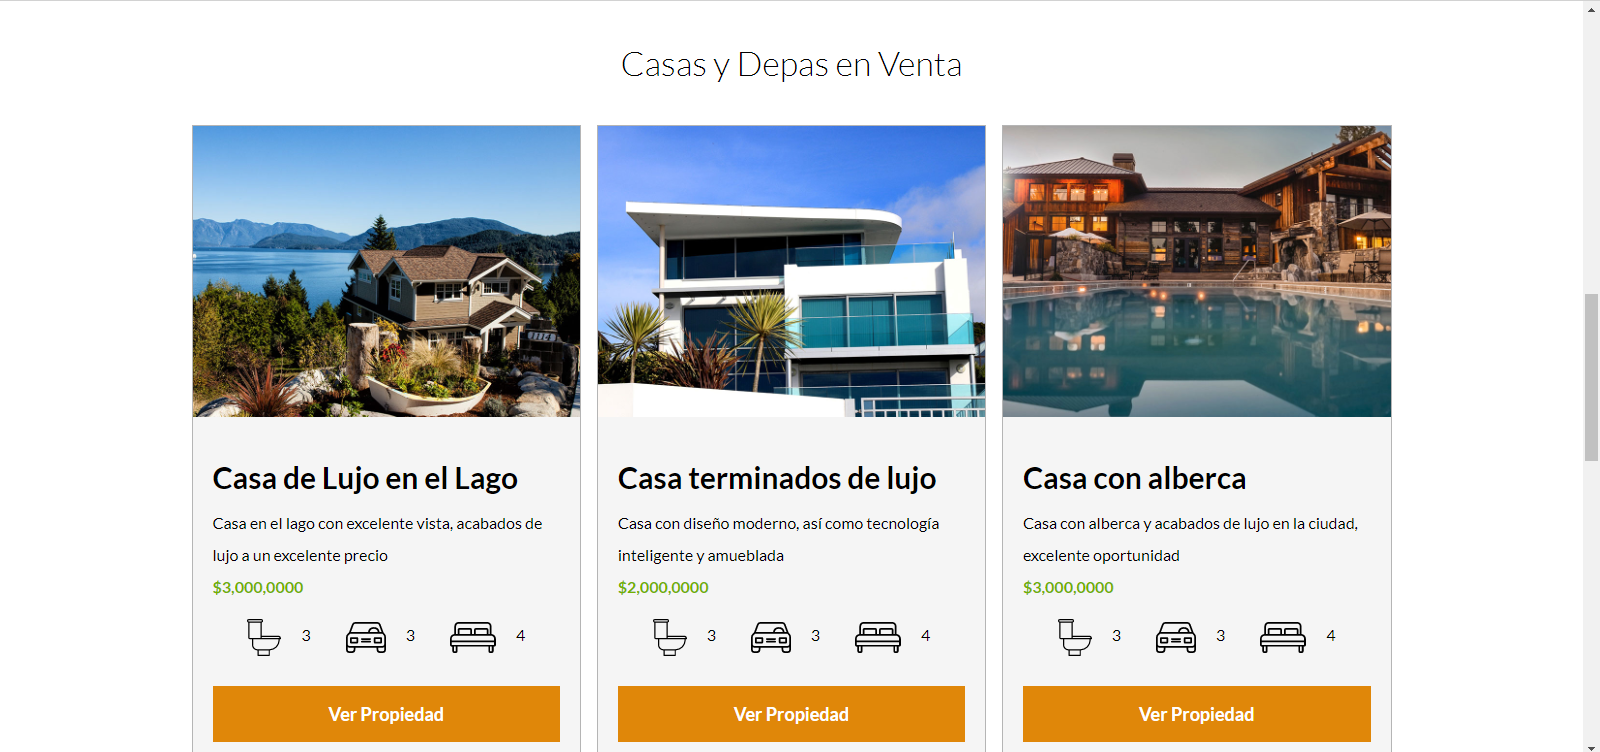 Casas y Depas en Venta
Casa de Lujo en el Lago
Casa en el lago con excelente vista, acabados de
lujo a un excelente precio
$3,000,0000
3 3 4
Ver Propiedad
Casa terminados de lujo
Casa con diseño moderno, así como tecnología
inteligente y amueblada
$2,000,0000
3 3 4
Ver Propiedad
Casa con alberca
Casa con alberca y acabados de lujo en la ciudad,
excelente oportunidad
$3,000,0000
3 3 4
Ver Propiedad